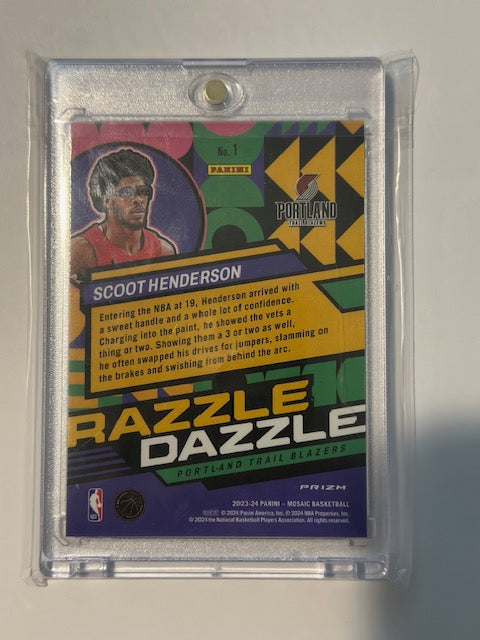 No. 1
PANINI
PORTLAND
TRAIL BLAZERS
SCOOT HENDERSON
Entering the NBA at 19, Henderson arrived with
a sweet handle and a whole lot of confidence.
Charging into the paint, he showed the vets a
thing or two. Showing them a 3 or two as well,
he often swapped his drives for jumpers, slamming on
the brakes and swishing from behind the arc.
RAZZLE
DAZZLE
PORTLAND TRAIL BLAZERS
PRIZM
NBA
2023-24 PANINI – MOSAIC BASKETBALL
© 2024 Panini America, Inc. © 2024 NBA Properties, Inc.
© 2024 the National Basketball Players Association. All rights reserved.